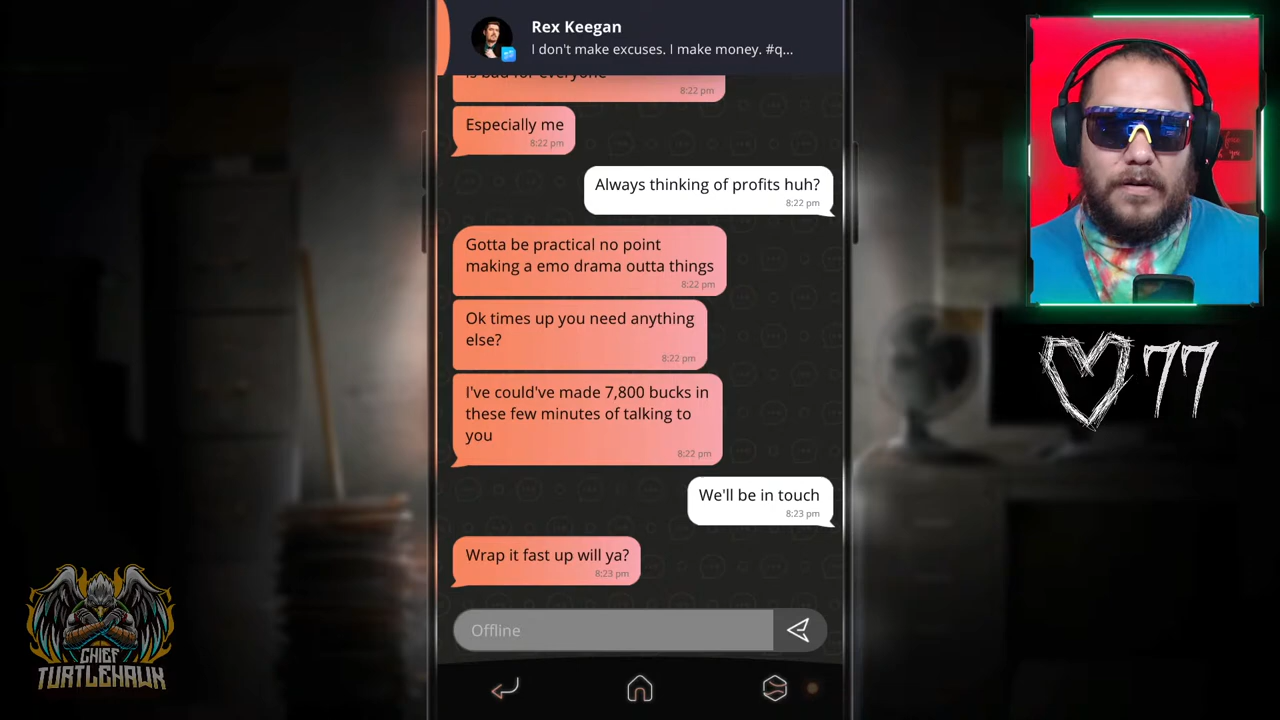 Rex Keegan
I don't make excuses. I make money. #q...
is bad for everyone
8:22 pm
Especially me
8:22 pm
Always thinking of profits huh?
8:22 pm
Gotta be practical no point
making a emo drama outta things
8:22 pm
Ok times up you need anything
else?
8:22 pm
I've could've made 7,800 bucks in
these few minutes of talking to
you
8:22 pm
We'll be in touch
8:23 pm
Wrap it fast up will ya?
8:23 pm
Offline
77
CHIEF
TURTLEHAWK